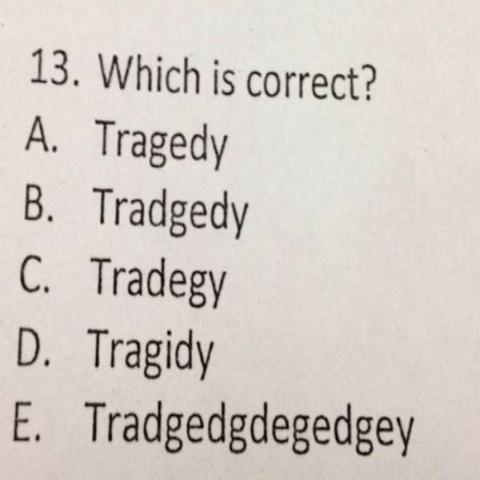 13. Which is correct?
A. Tragedy
B. Tradgedy
C. Tradegy
D. Tragidy
E. Tradgedgdegedgey